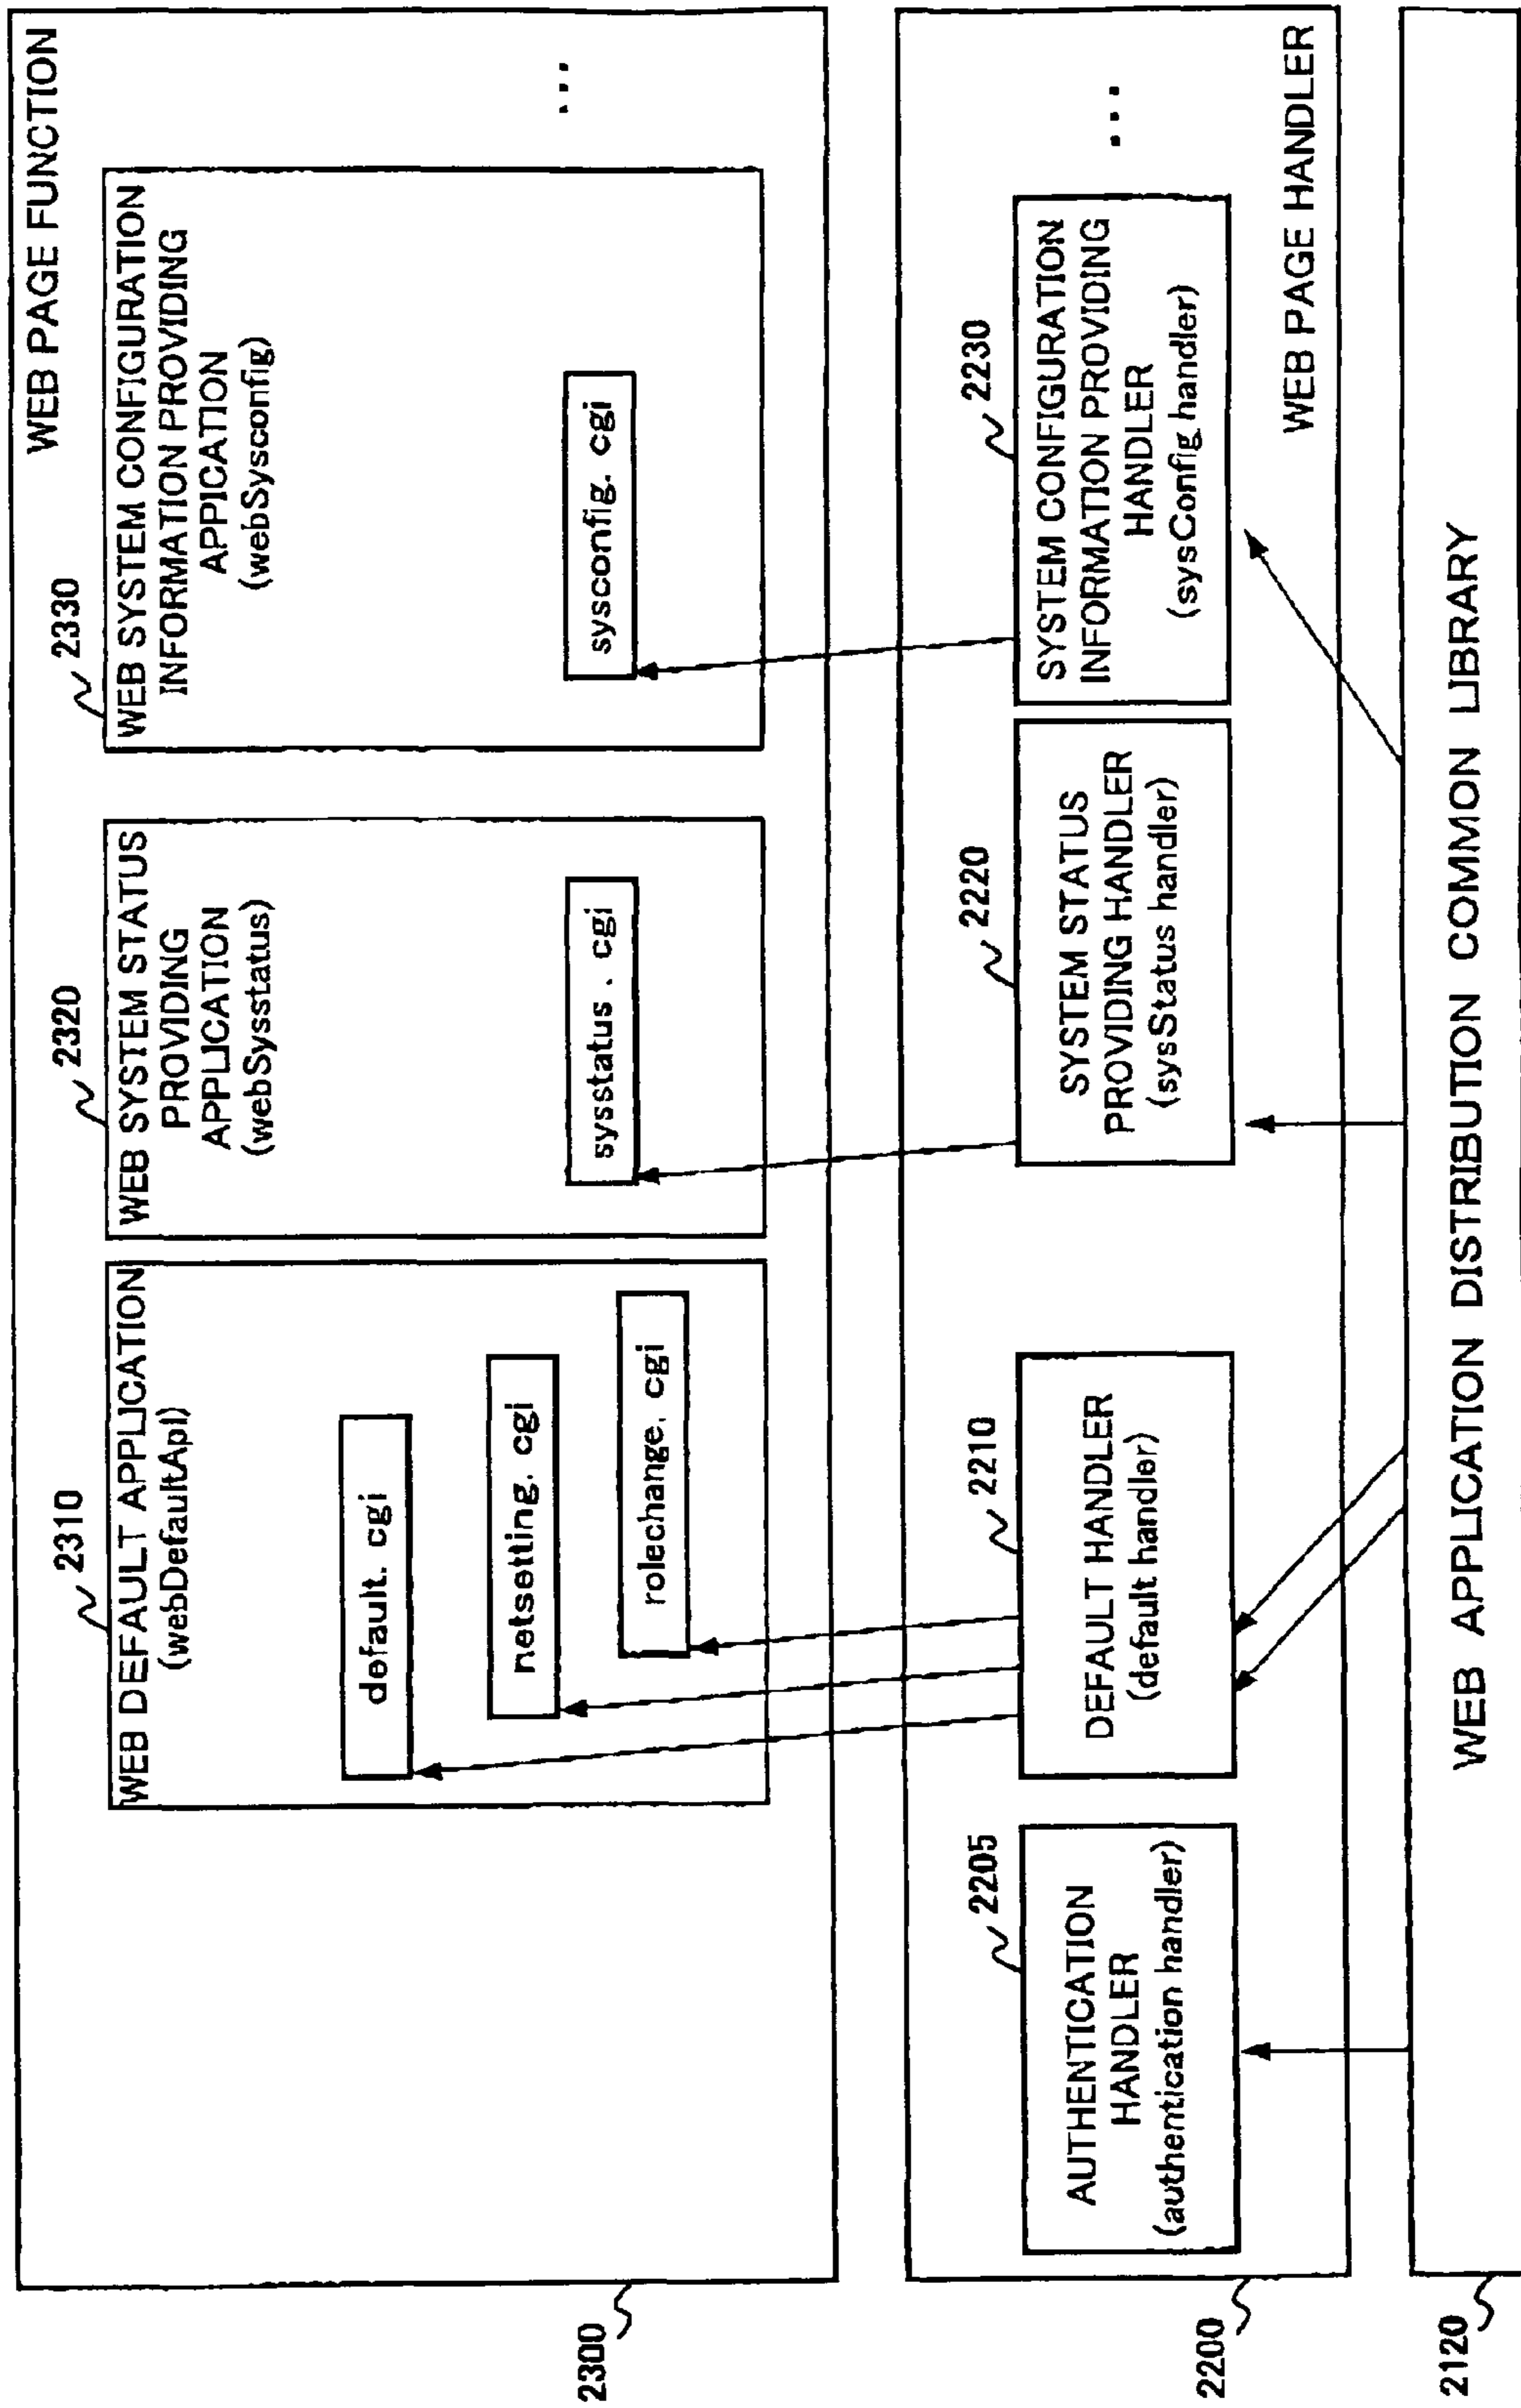 WEB PAGE FUNCTION
2300
2310
WEB DEFAULT APPLICATION
(webDefaultApl)
default. cgi
netsetting. cgi
rolechange. cgi
2320
WEB SYSTEM STATUS
PROVIDING
APPLICATION
(webSysstatus)
sysstatus . cgi
2330
WEB SYSTEM CONFIGURATION
INFORMATION PROVIDING
APPICATION
(webSysconfig)
sysconfig. cgi
...
2200
2205
AUTHENTICATION
HANDLER
(authentication handler)
2210
DEFAULT HANDLER
(default handler)
2220
SYSTEM STATUS
PROVIDING HANDLER
(sysStatus handler)
2230
SYSTEM CONFIGURATION
INFORMATION PROVIDING
HANDLER
(sysConfig handler)
...
WEB PAGE HANDLER
2120
WEB APPLICATION DISTRIBUTION COMMON LIBRARY